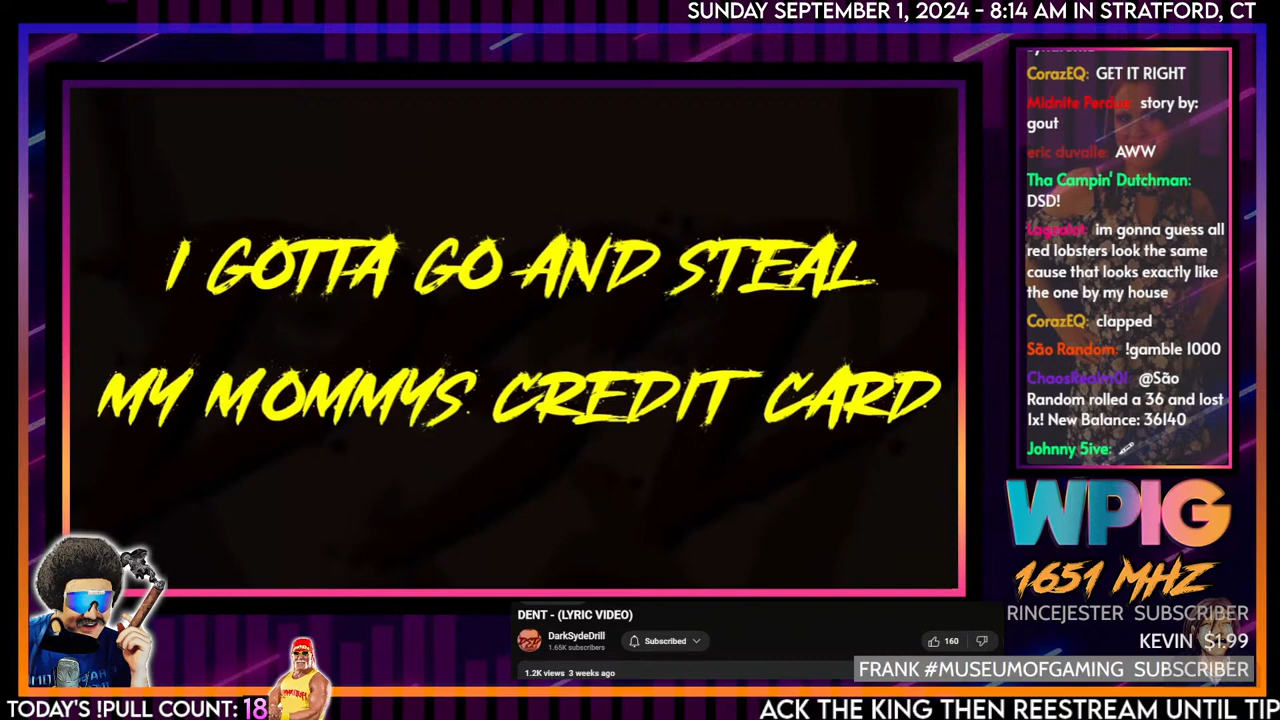 SUNDAY SEPTEMBER 1, 2024 - 8:14 AM IN STRATFORD, CT
I GOTTA GO AND STEAL
MY MOMMYS CREDIT CARD
CorazEQ: GET IT RIGHT
Midnite Perdue: story by:
gout
eric duvalle: AWW
Tha Campin' Dutchman:
DSD!
im gonna guess all
red lobsters look the same
cause that looks exactly like
the one by my house
CorazEQ: clapped
São Random: !gamble 1000
ChaosRealm01: @São
Random rolled a 36 and lost
1x! New Balance: 36140
Johnny 5ive:
WPIG
1651 MHZ
RINCEJESTER SUBSCRIBER
KEVIN $1.99
FRANK #MUSEUMOFGAMING SUBSCRIBER
DENT - (LYRIC VIDEO)
DSD
DarkSydeDrill
1.65K subscribers
Subscribed
160
1.2K views 3 weeks ago
TODAY'S !PULL COUNT: 18
ACK THE KING THEN REESTREAM UNTIL TIP